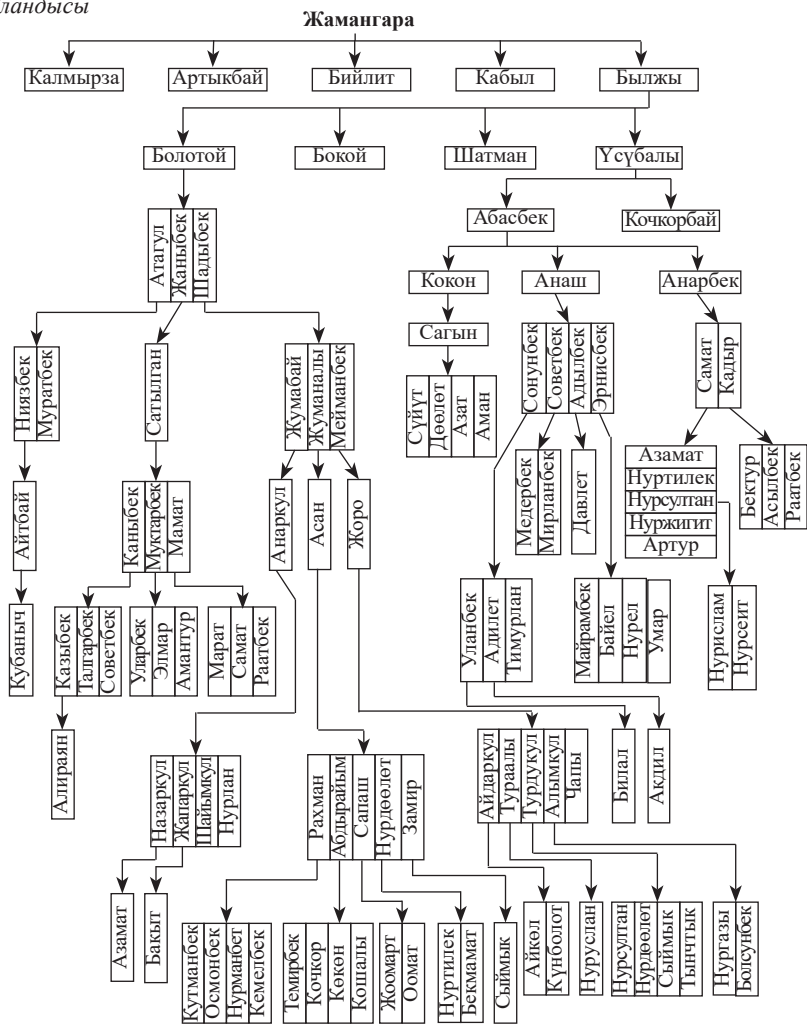 ландысы
Жамангара
Калмырза Артыкбай Бийлит Кабыл Былжы
Болотой Бокой Шатман Үсүбалы
Абасбек Кочкорбай
Атагул
Жаныбек
Шадыбек
Кокон Анаш Анарбек
Сагын
Ниязбек
Муратбек
Сатылган
Жумабай
Жуманалы
Мейманбек
Сүйүт
Дөөлөт
Азат
Аман
Сонунбек
Советбек
Адылбек
Эрнисбек
Самат
Кадыр
Айтбай
Каныбек
Муктарбек
Мамат
Анаркул
Асан
Жоро
Медербек
Мирланбек
Давлет
Азамат
Нуртилек
Нурсултан
Нуржигит
Артур
Бектур
Асылбек
Раатбек
Кубаныч
Казыбек
Талгарбек
Советбек
Уларбек
Элмар
Амантур
Марат
Самат
Раатбек
Уланбек
Адилет
Тимурлан
Майрамбек
Байел
Нурел
Умар
Нурислам
Нурсеит
Алираян
Назаркул
Жапаркул
Шайымкул
Нурлан
Рахман
Абдырайым
Сапаш
Нурдөөлөт
Замир
Айдаркул
Тураалы
Турдукул
Алымкул
Чапы
Билал
Акдил
Азамат
Бакыт
Кутманбек
Осмонбек
Нурманбет
Кемелбек
Темирбек
Кочкор
Көкөн
Кошалы
Жоомарт
Оомат
Нуртилек
Бекмамат
Сыймык
Айкөл
Күнболот
Нуруслан
Нурсултан
Нурдөөлөт
Сыймык
Тынчтык
Нургазы
Болсунбек